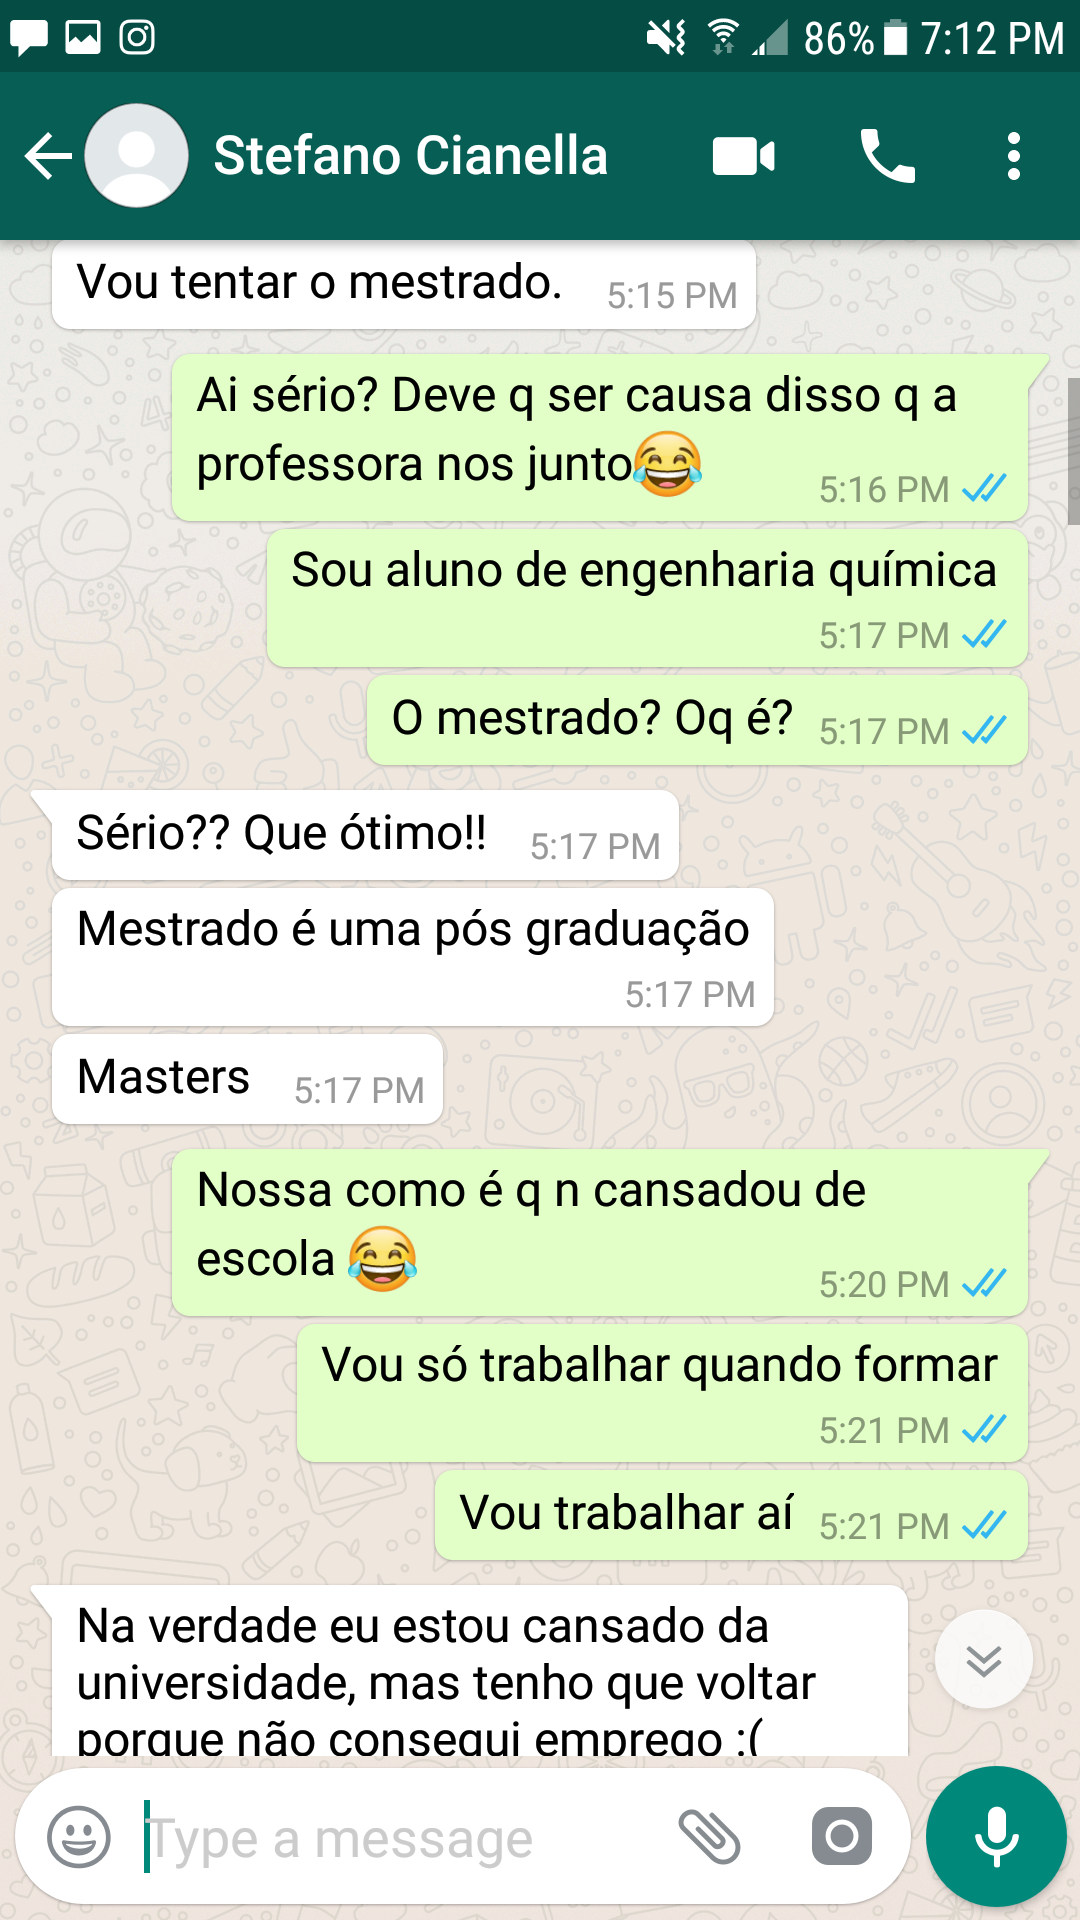 86% 7:12 PM
Stefano Cianella
Vou tentar o mestrado. 5:15 PM
Ai sério? Deve q ser causa disso q a
professora nos junto😂 5:16 PM
Sou aluno de engenharia química
5:17 PM
O mestrado? Oq é? 5:17 PM
Sério?? Que ótimo!! 5:17 PM
Mestrado é uma pós graduação
5:17 PM
Masters 5:17 PM
Nossa como é q n cansadou de
escola 😂 5:20 PM
Vou só trabalhar quando formar
5:21 PM
Vou trabalhar aí 5:21 PM
Na verdade eu estou cansado da
universidade, mas tenho que voltar
porque não consegui emprego :(
Type a message